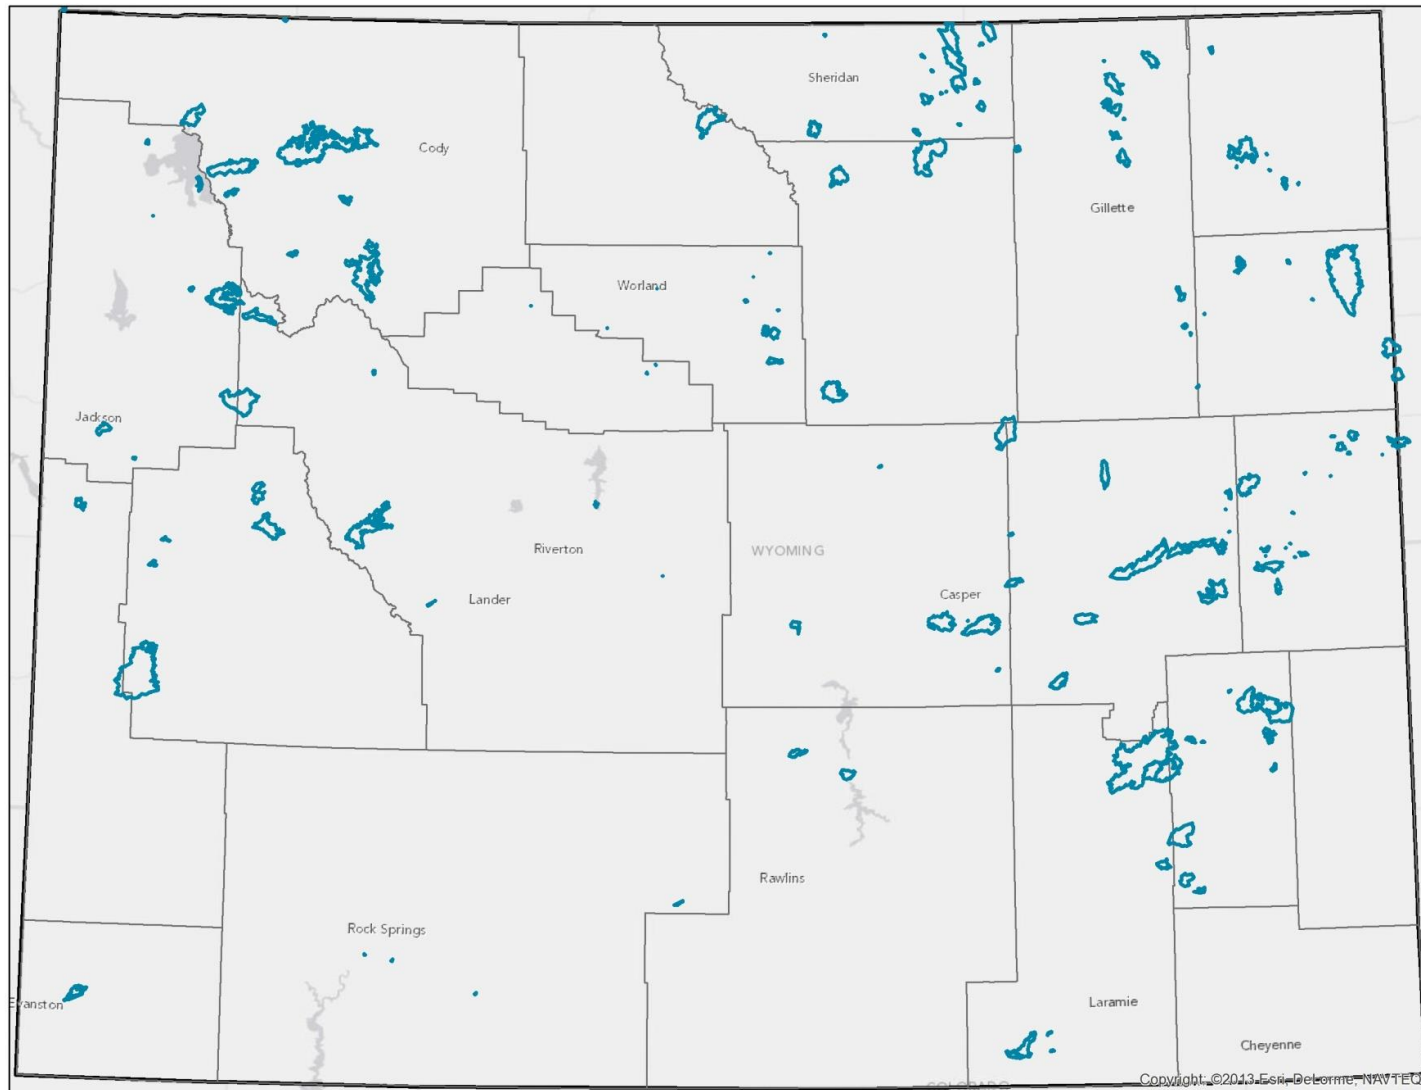 Sheridan
Cody
Gillette
Worland
Jackson
Riverton
WYOMING
Lander
Casper
Rawlins
Rock Springs
Evanston
Laramie
Cheyenne
COLORADO
Copyright: ©2013 Esri, DeLorme, NAVTEQ